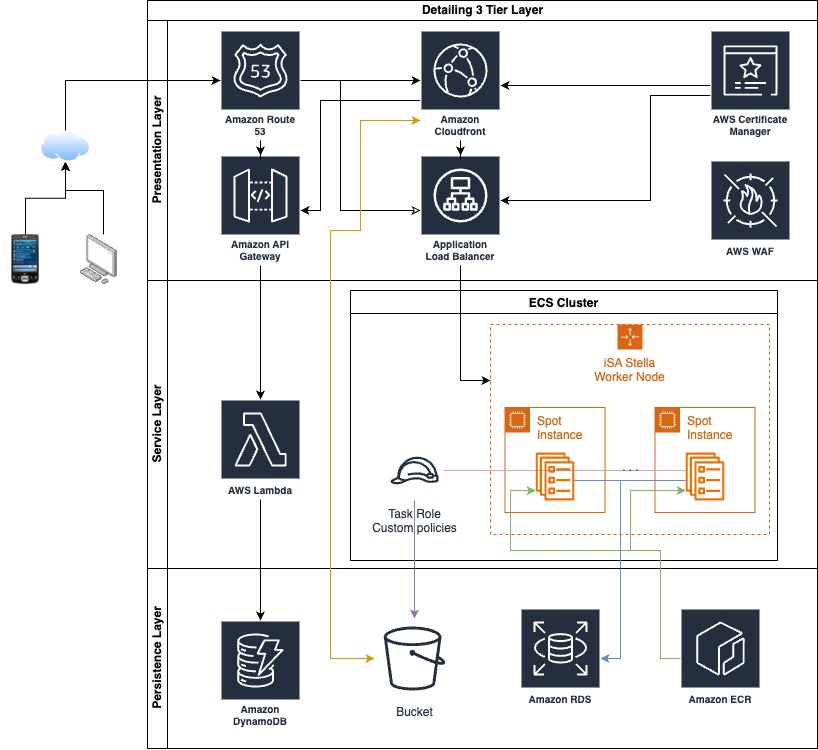 Detailing 3 Tier Layer
Presentation Layer
53
Amazon Route
53
Amazon
Cloudfront
AWS Certificate
Manager
</>
Amazon API
Gateway
Application
Load Balancer
AWS WAF
Service Layer
ECS Cluster
iSA Stella
Worker Node
Spot
Instance
Spot
Instance
...
AWS Lambda
Task Role
Custom policies
Persistence Layer
Amazon
DynamoDB
Bucket
Amazon RDS
Amazon ECR